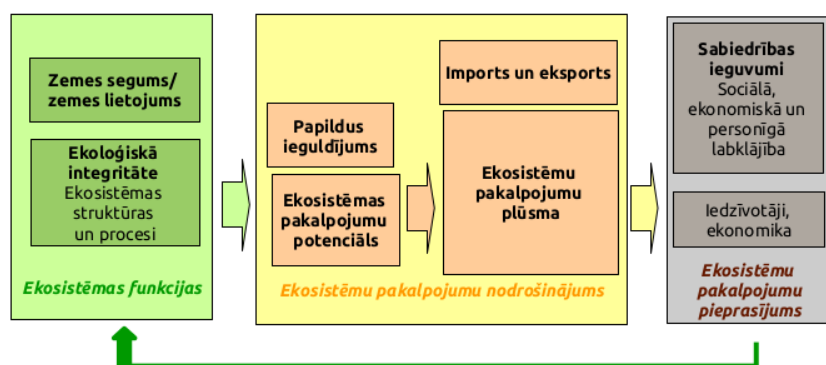 Zemes segums/
zemes lietojums
Ekoloģiskā
integritāte
Ekosistēmas
struktūras
un procesi
Ekosistēmas funkcijas
Papildus
ieguldījums
Ekosistēmas
pakalpojumu
potenciāls
Imports un eksports
Ekosistēmu
pakalpojumu
plūsma
Ekosistēmu pakalpojumu nodrošinājums
Sabiedrības
ieguvumi
Sociālā,
ekonomiskā un
personīgā
labklājība
Iedzīvotāji,
ekonomika
Ekosistēmu
pakalpojumu
pieprasījums